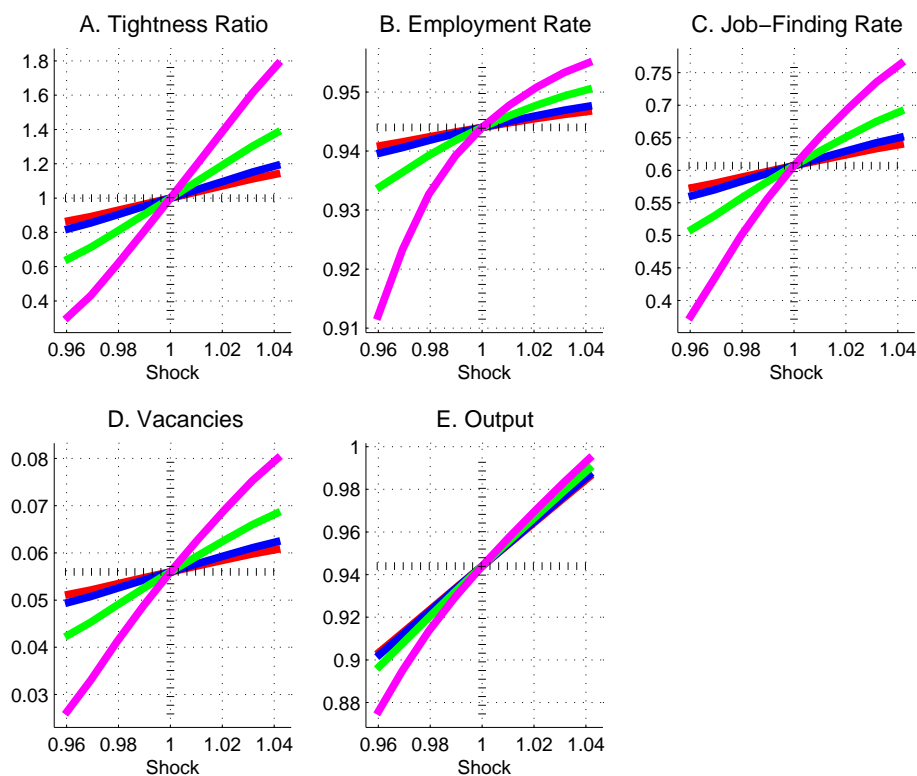 A. Tightness Ratio
1.8
1.6
1.4
1.2
1.0
0.8
0.6
0.4
0.96 0.98 1 1.02 1.04
Shock
B. Employment Rate
0.95
0.94
0.93
0.92
0.91
0.96 0.98 1 1.02 1.04
Shock
C. Job−Finding Rate
0.75
0.7
0.65
0.6
0.55
0.5
0.45
0.4
0.96 0.98 1 1.02 1.04
Shock
D. Vacancies
0.08
0.07
0.06
0.05
0.04
0.03
0.96 0.98 1 1.02 1.04
Shock
E. Output
1
0.98
0.96
0.94
0.92
0.9
0.88
0.96 0.98 1 1.02 1.04
Shock